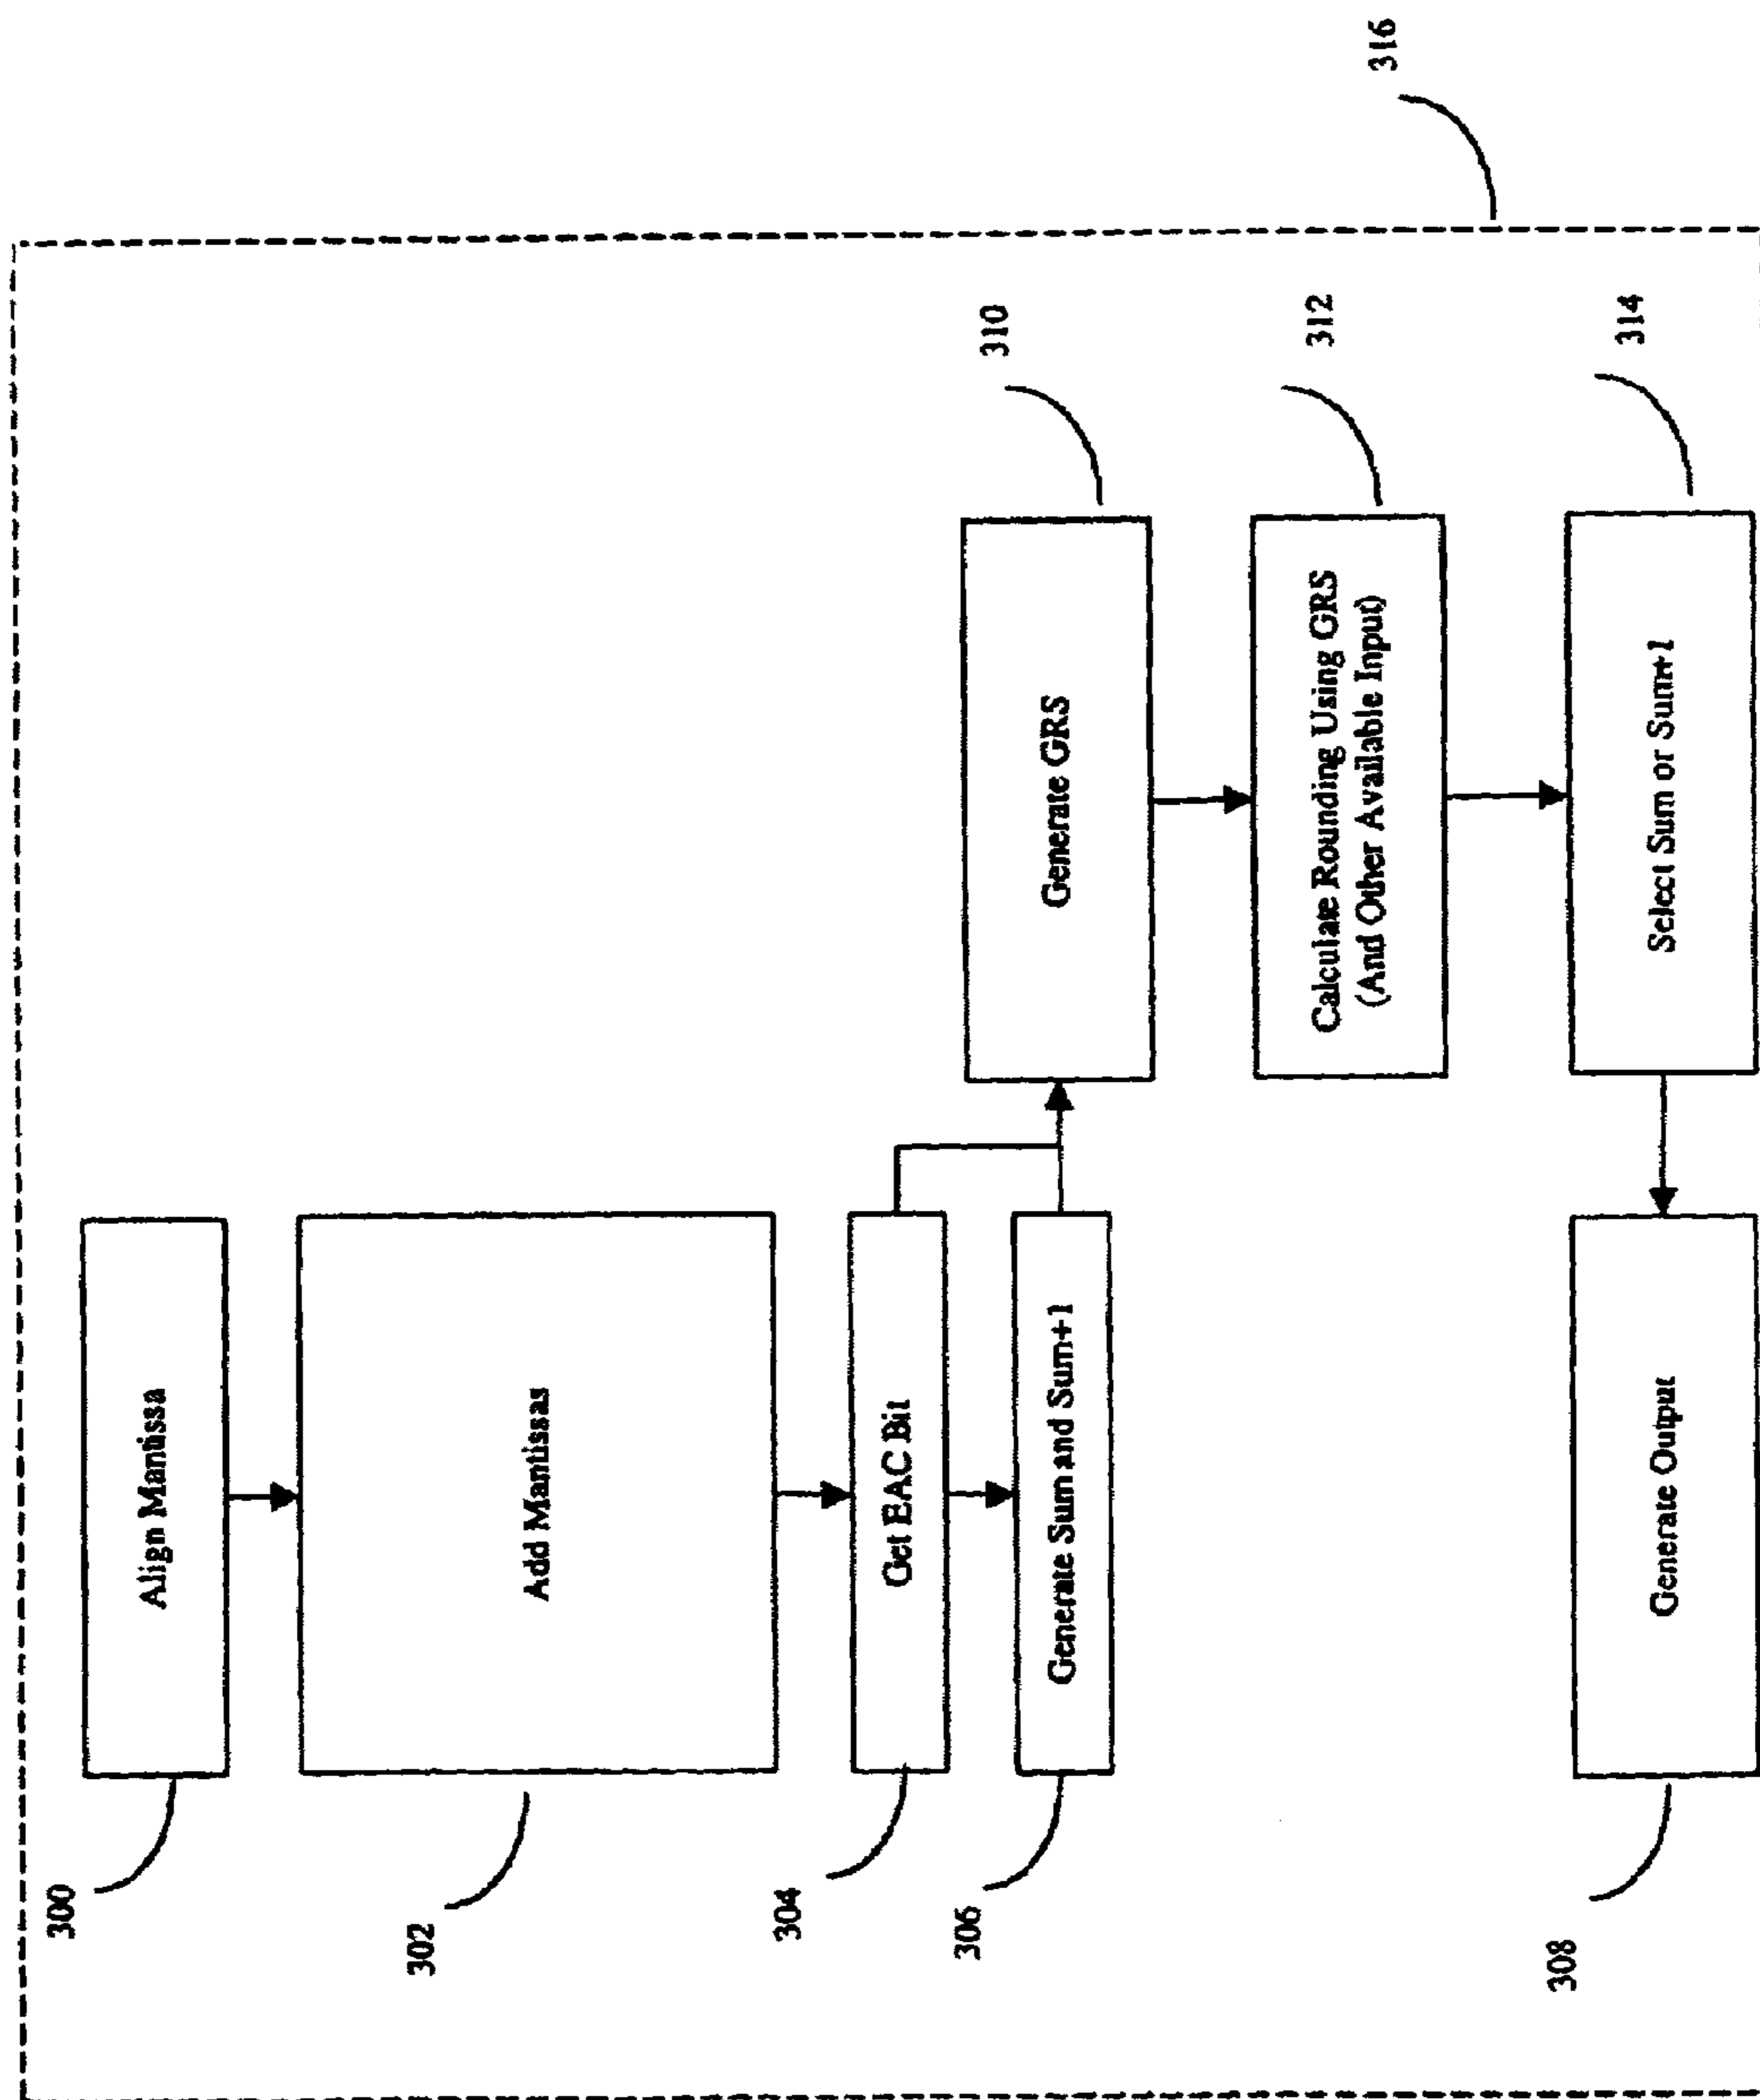 300
Align Mantissa
302
Add Mantissas
304
Get EAC Bit
306
Generate Sum and Sum+1
310
Generate GRS
312
Calculate Rounding Using GRS
(And Other Available Input)
314
Select Sum or Sum+1
308
Generate Output
316